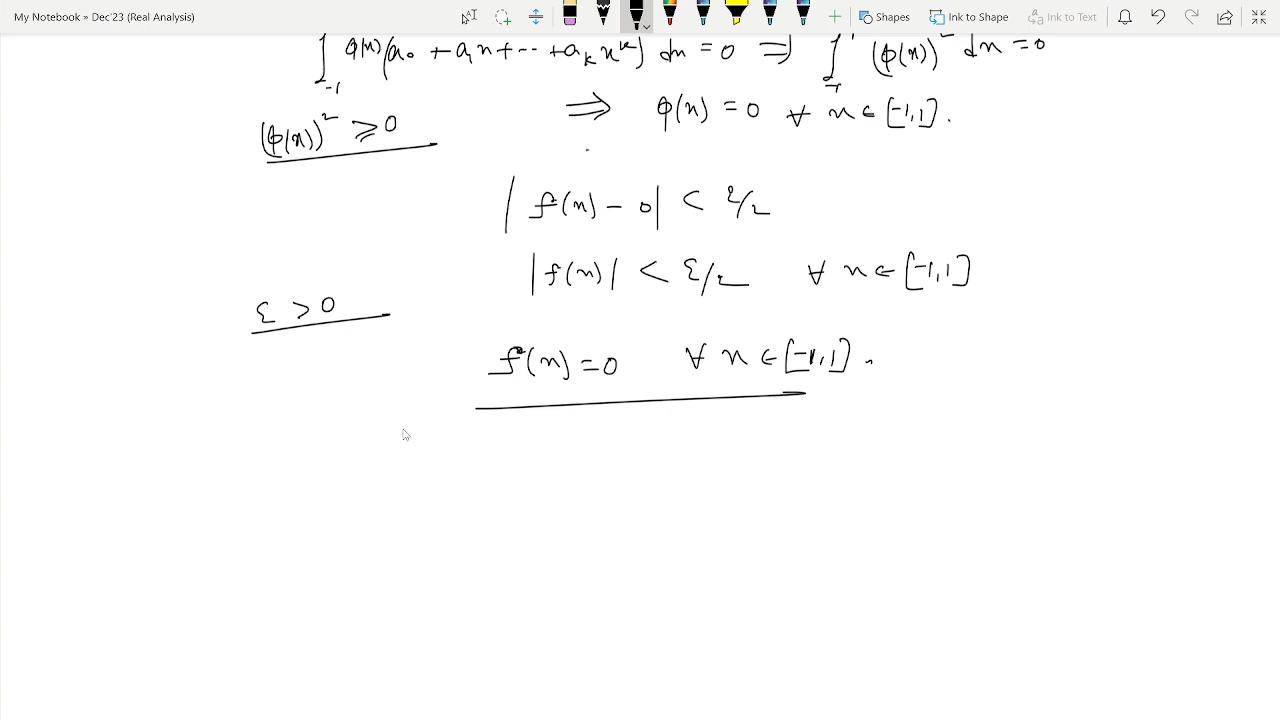 My Notebook » Dec'23 (Real Analysis)
Shapes Ink to Shape Ink to Text
∫₋₁ φ(x)(a₀ + a₁x + ··· + aₖxᵏ) dx = 0 ⇒ ∫₋₁¹ (φ(x))² dx = 0
⇒ φ(x) = 0 ∀ x ∈ [-1,1].
(φ(x))² ≥ 0
|f(x) - 0| < ε/2
|f(x)| < ε/2 ∀ x ∈ [-1,1]
ε > 0
f(x) = 0 ∀ x ∈ [-1,1].